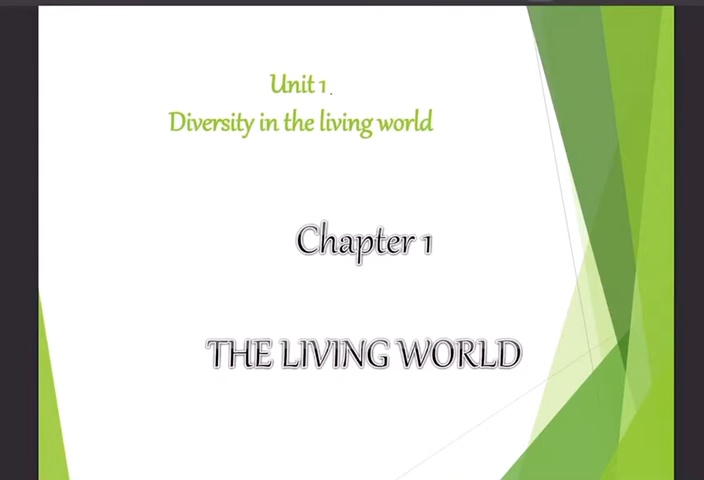 Unit 1.
Diversity in the living world
Chapter 1
THE LIVING WORLD